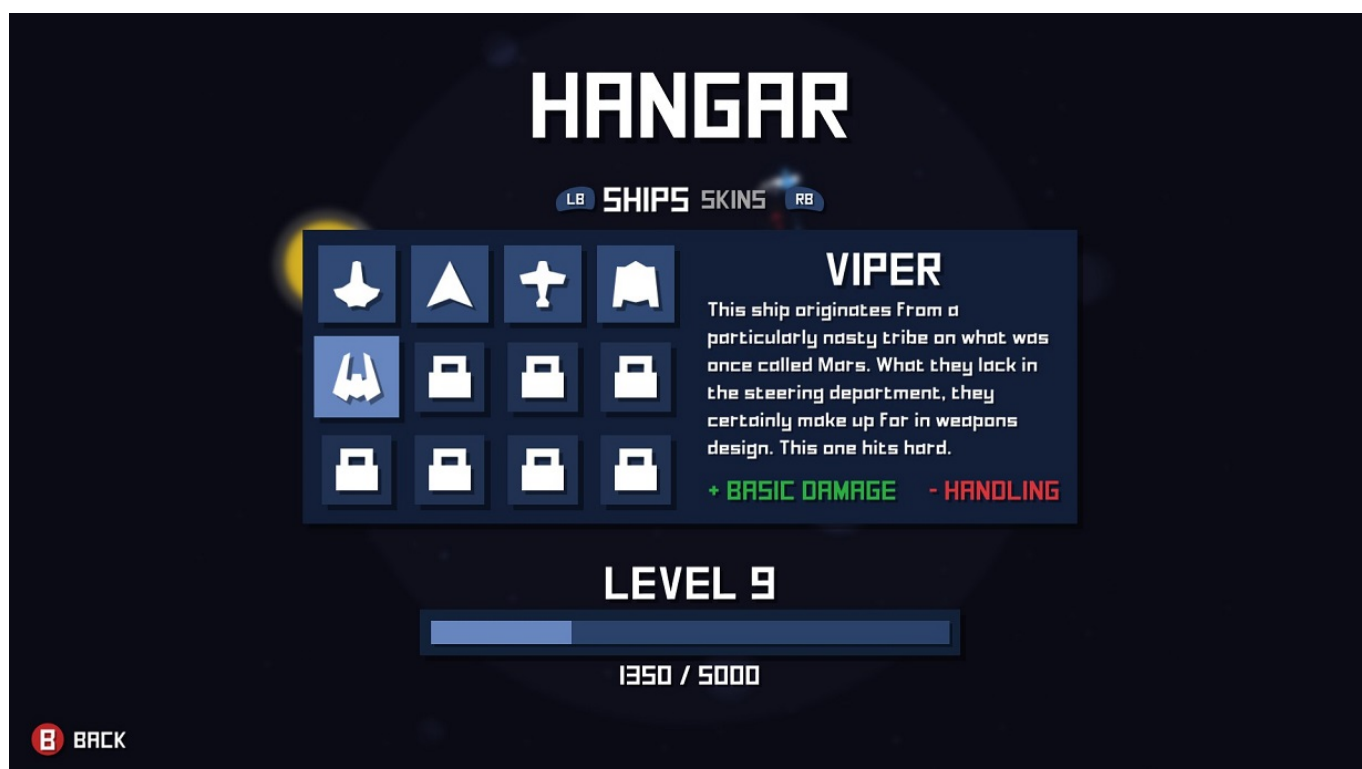 HANGAR
LB SHIPS SKINS RB
VIPER
This ship originates from a
particularly nasty tribe on what was
once called Mars. What they lack in
the steering department, they
certainly make up for in weapons
design. This one hits hard.
+ BASIC DAMAGE - HANDLING
LEVEL 9
1350 / 5000
B BACK